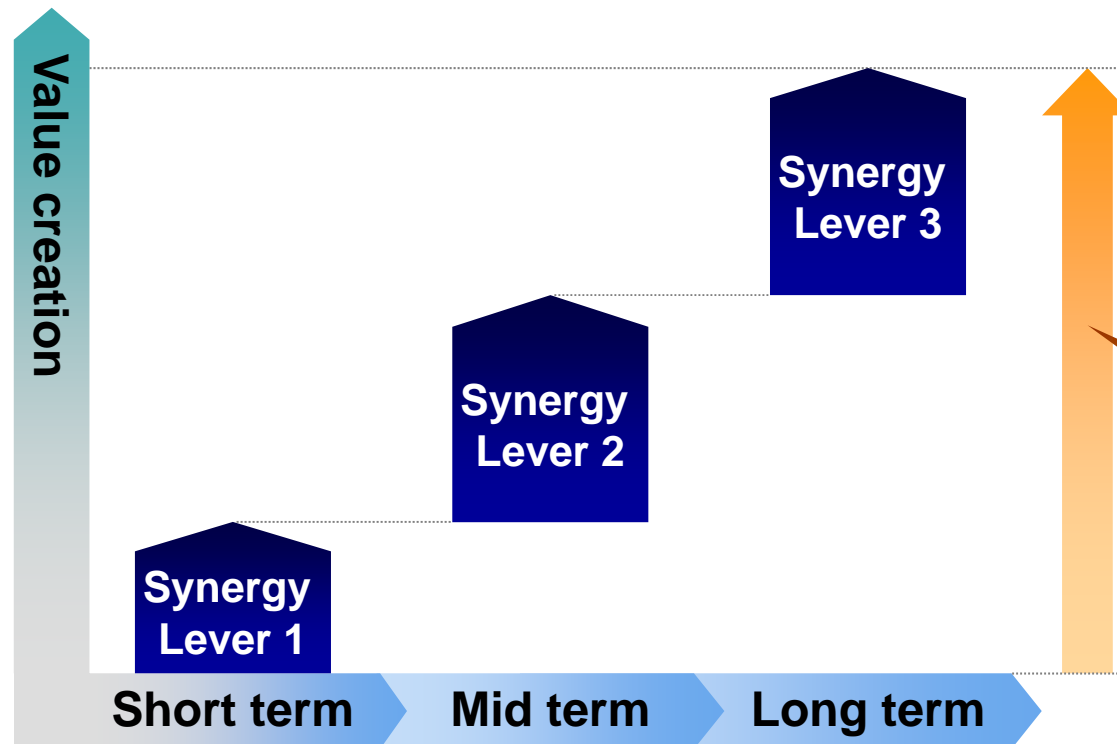 Value creation
Synergy
Lever 3
Synergy
Lever 2
Synergy
Lever 1
Short term
Mid term
Long term